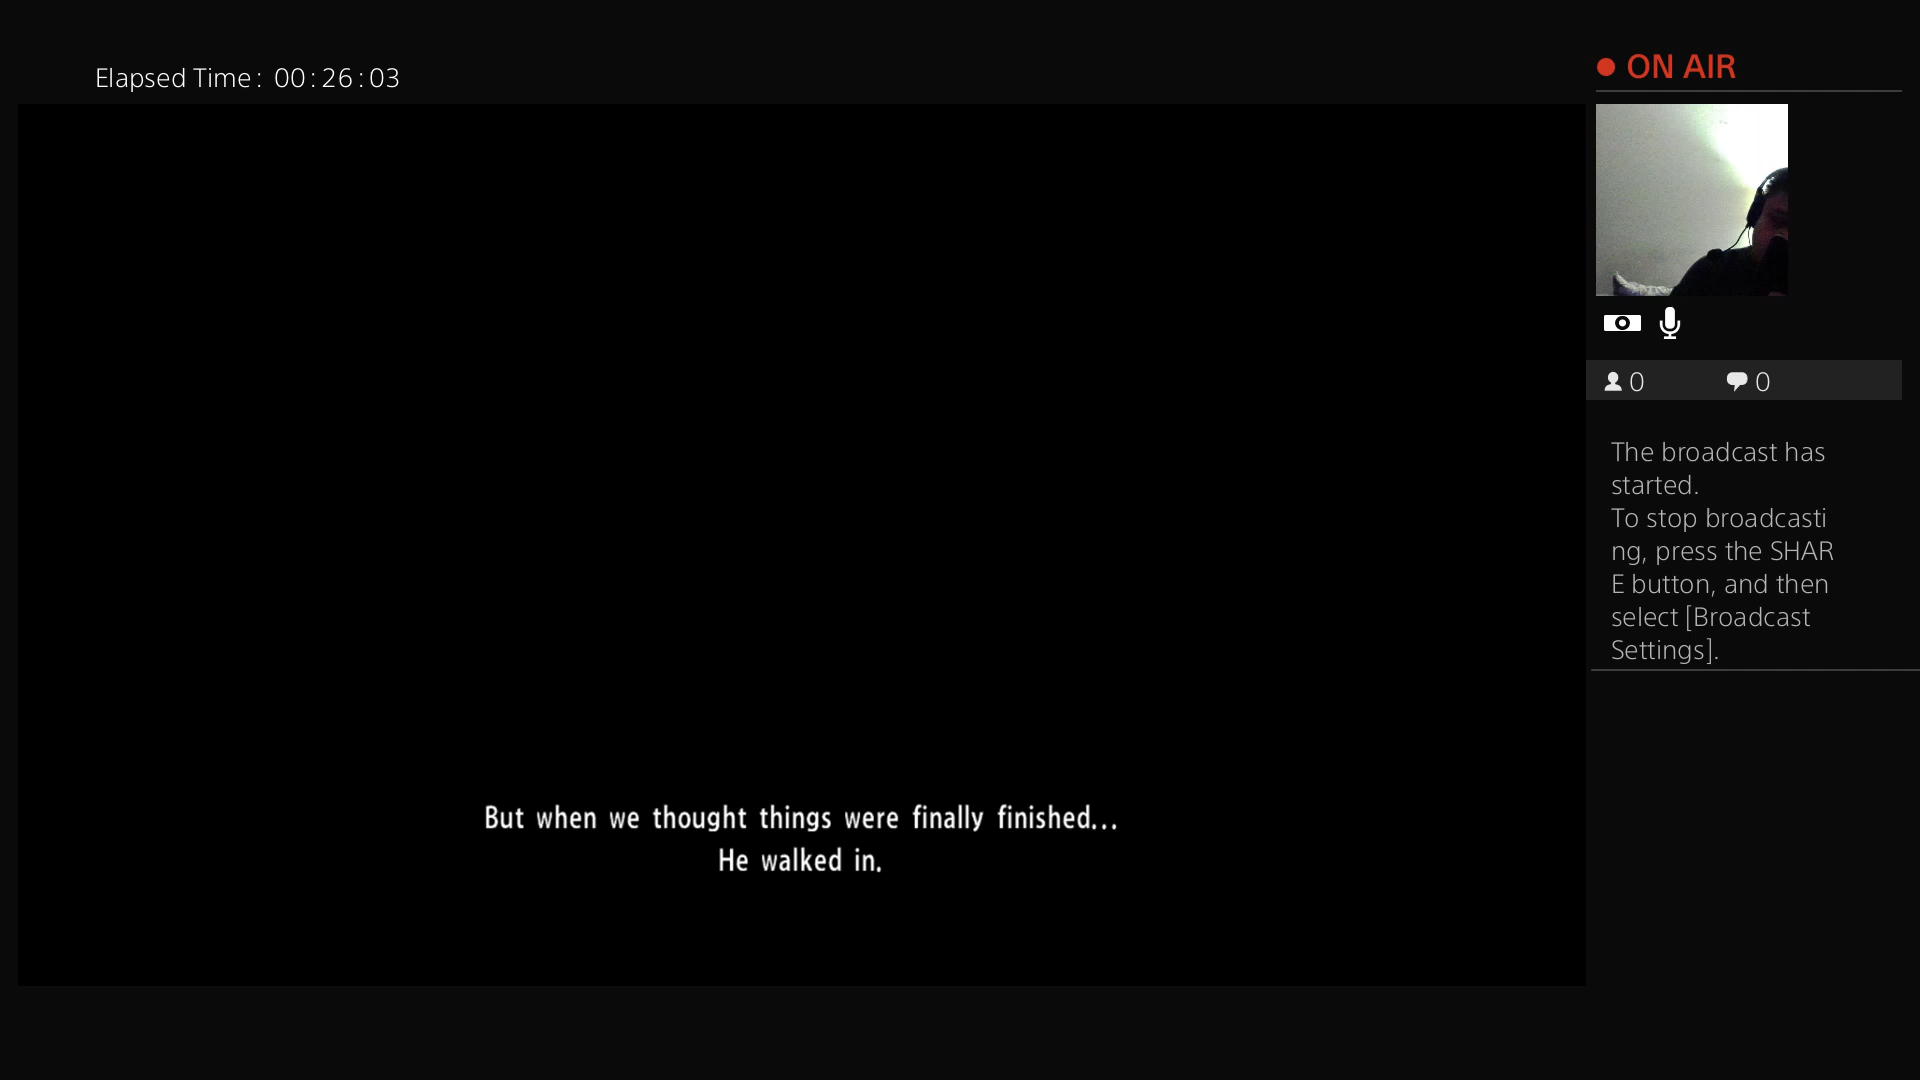 Elapsed Time: 00:26:03
ON AIR
0 0
The broadcast has
started.
To stop broadcasti
ng, press the SHAR
E button, and then
select [Broadcast
Settings].
But when we thought things were finally finished...
He walked in.